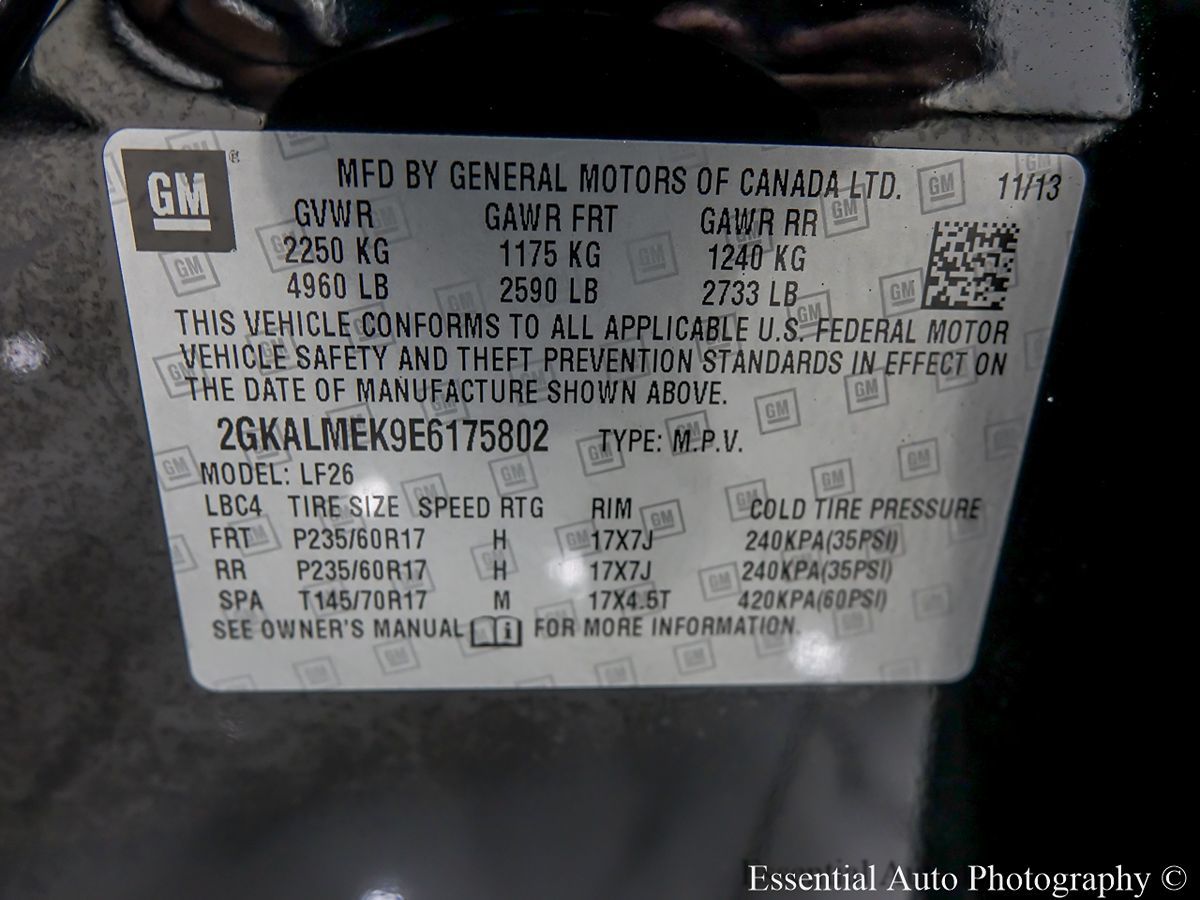 GM ®
MFD BY GENERAL MOTORS OF CANADA LTD. 11/13
GVWR GAWR FRT GAWR RR
2250 KG 1175 KG 1240 KG
4960 LB 2590 LB 2733 LB
THIS VEHICLE CONFORMS TO ALL APPLICABLE U.S. FEDERAL MOTOR
VEHICLE SAFETY AND THEFT PREVENTION STANDARDS IN EFFECT ON
THE DATE OF MANUFACTURE SHOWN ABOVE.
2GKALMEK9E6175802 TYPE: M.P.V.
MODEL: LF26
LBC4 TIRE SIZE SPEED RTG RIM COLD TIRE PRESSURE
FRT P235/60R17 H 17X7J 240KPA(35PSI)
RR P235/60R17 H 17X7J 240KPA(35PSI)
SPA T145/70R17 M 17X4.5T 420KPA(60PSI)
SEE OWNER'S MANUAL i FOR MORE INFORMATION.
Essential Auto Photography ©